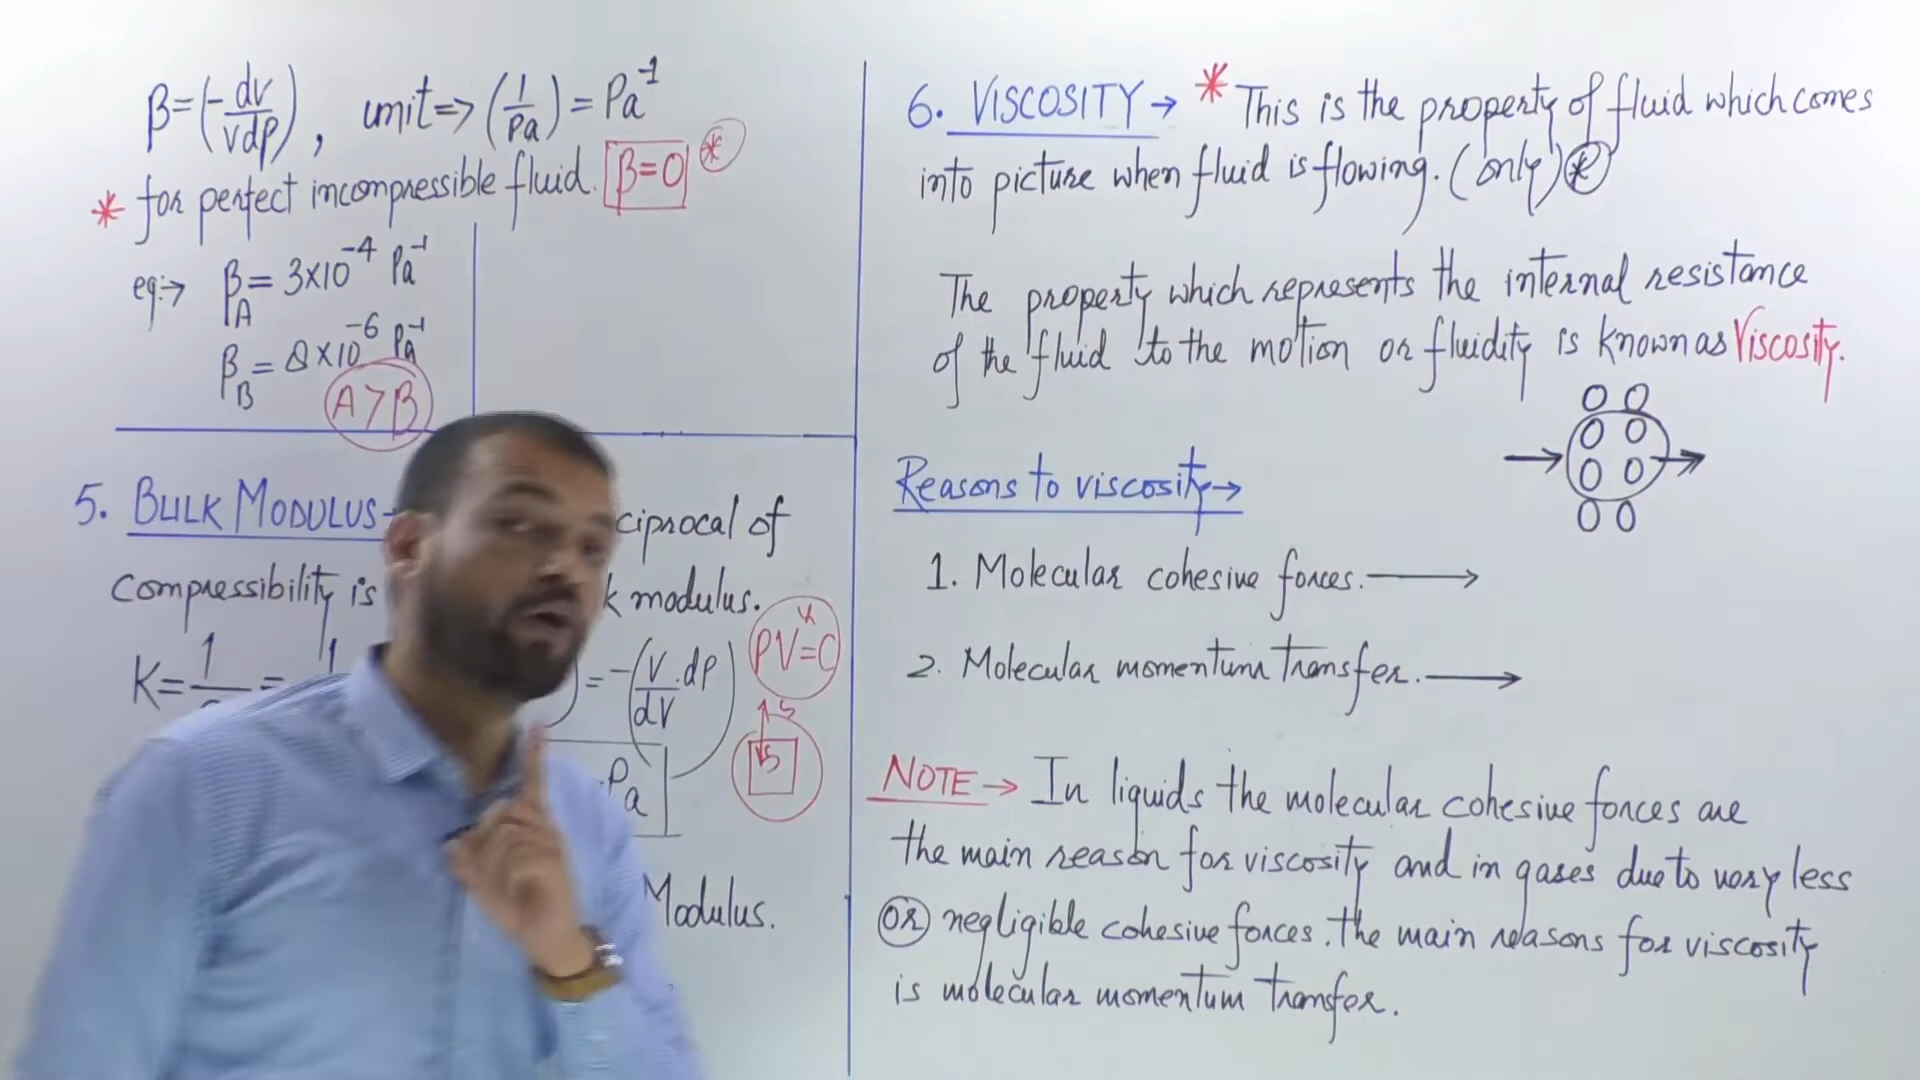 β=(-dv/vdp), unit=>(1/Pa)=Pa⁻¹
* for perfect incompressible fluid. β=0 *
eg:→ β_A=3×10⁻⁴ Pa⁻¹
β_B=8×10⁻⁶ Pa⁻¹
A>B
5. BULK MODULUS ciprocal of
compressibility is k modulus.
K=1/ = 1 =-(V/dV.dP) PV=C
5
5
Pa
Modulus.
6. VISCOSITY→ * This is the property of fluid which comes
into picture when fluid is flowing. (only)*
The property which represents the internal resistance
of the fluid to the motion or fluidity is known as Viscosity.
Reasons to viscosity→
1. Molecular cohesive forces.→
2. Molecular momentum transfer.→
NOTE→ In liquids the molecular cohesive forces are
the main reason for viscosity and in gases due to very less
OR negligible cohesive forces. the main reasons for viscosity
is molecular momentum transfer.